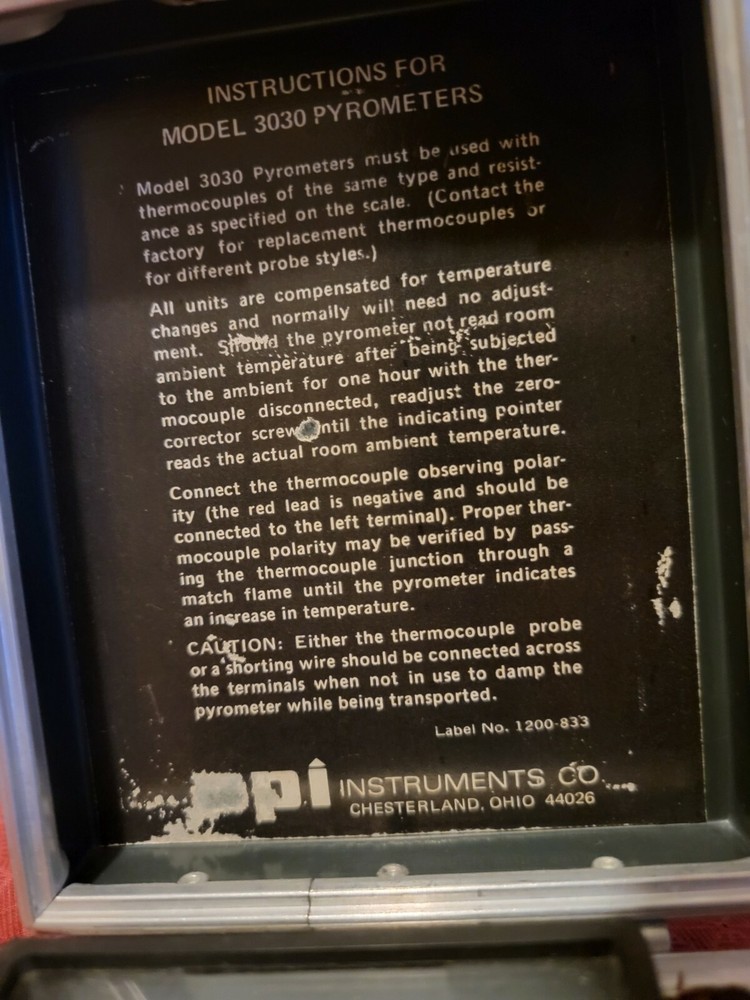 INSTRUCTIONS FOR
MODEL 3030 PYROMETERS
Model 3030 Pyrometers must be used with
thermocouples of the same type and resist-
ance as specified on the scale. (Contact the
factory for replacement thermocouples or
for different probe styles.)
All units are compensated for temperature
changes and normally will need no adjust-
ment. Should the pyrometer not read room
ambient temperature after being subjected
to the ambient for one hour with the ther-
mocouple disconnected, readjust the zero-
corrector screw until the indicating pointer
reads the actual room ambient temperature.
Connect the thermocouple observing polar-
ity (the red lead is negative and should be
connected to the left terminal). Proper ther-
mocouple polarity may be verified by pass-
ing the thermocouple junction through a
match flame until the pyrometer indicates
an increase in temperature.
CAUTION: Either the thermocouple probe
or a shorting wire should be connected across
the terminals when not in use to damp the
pyrometer while being transported.
Label No. 1200-833
pi INSTRUMENTS CO.
CHESTERLAND, OHIO 44026